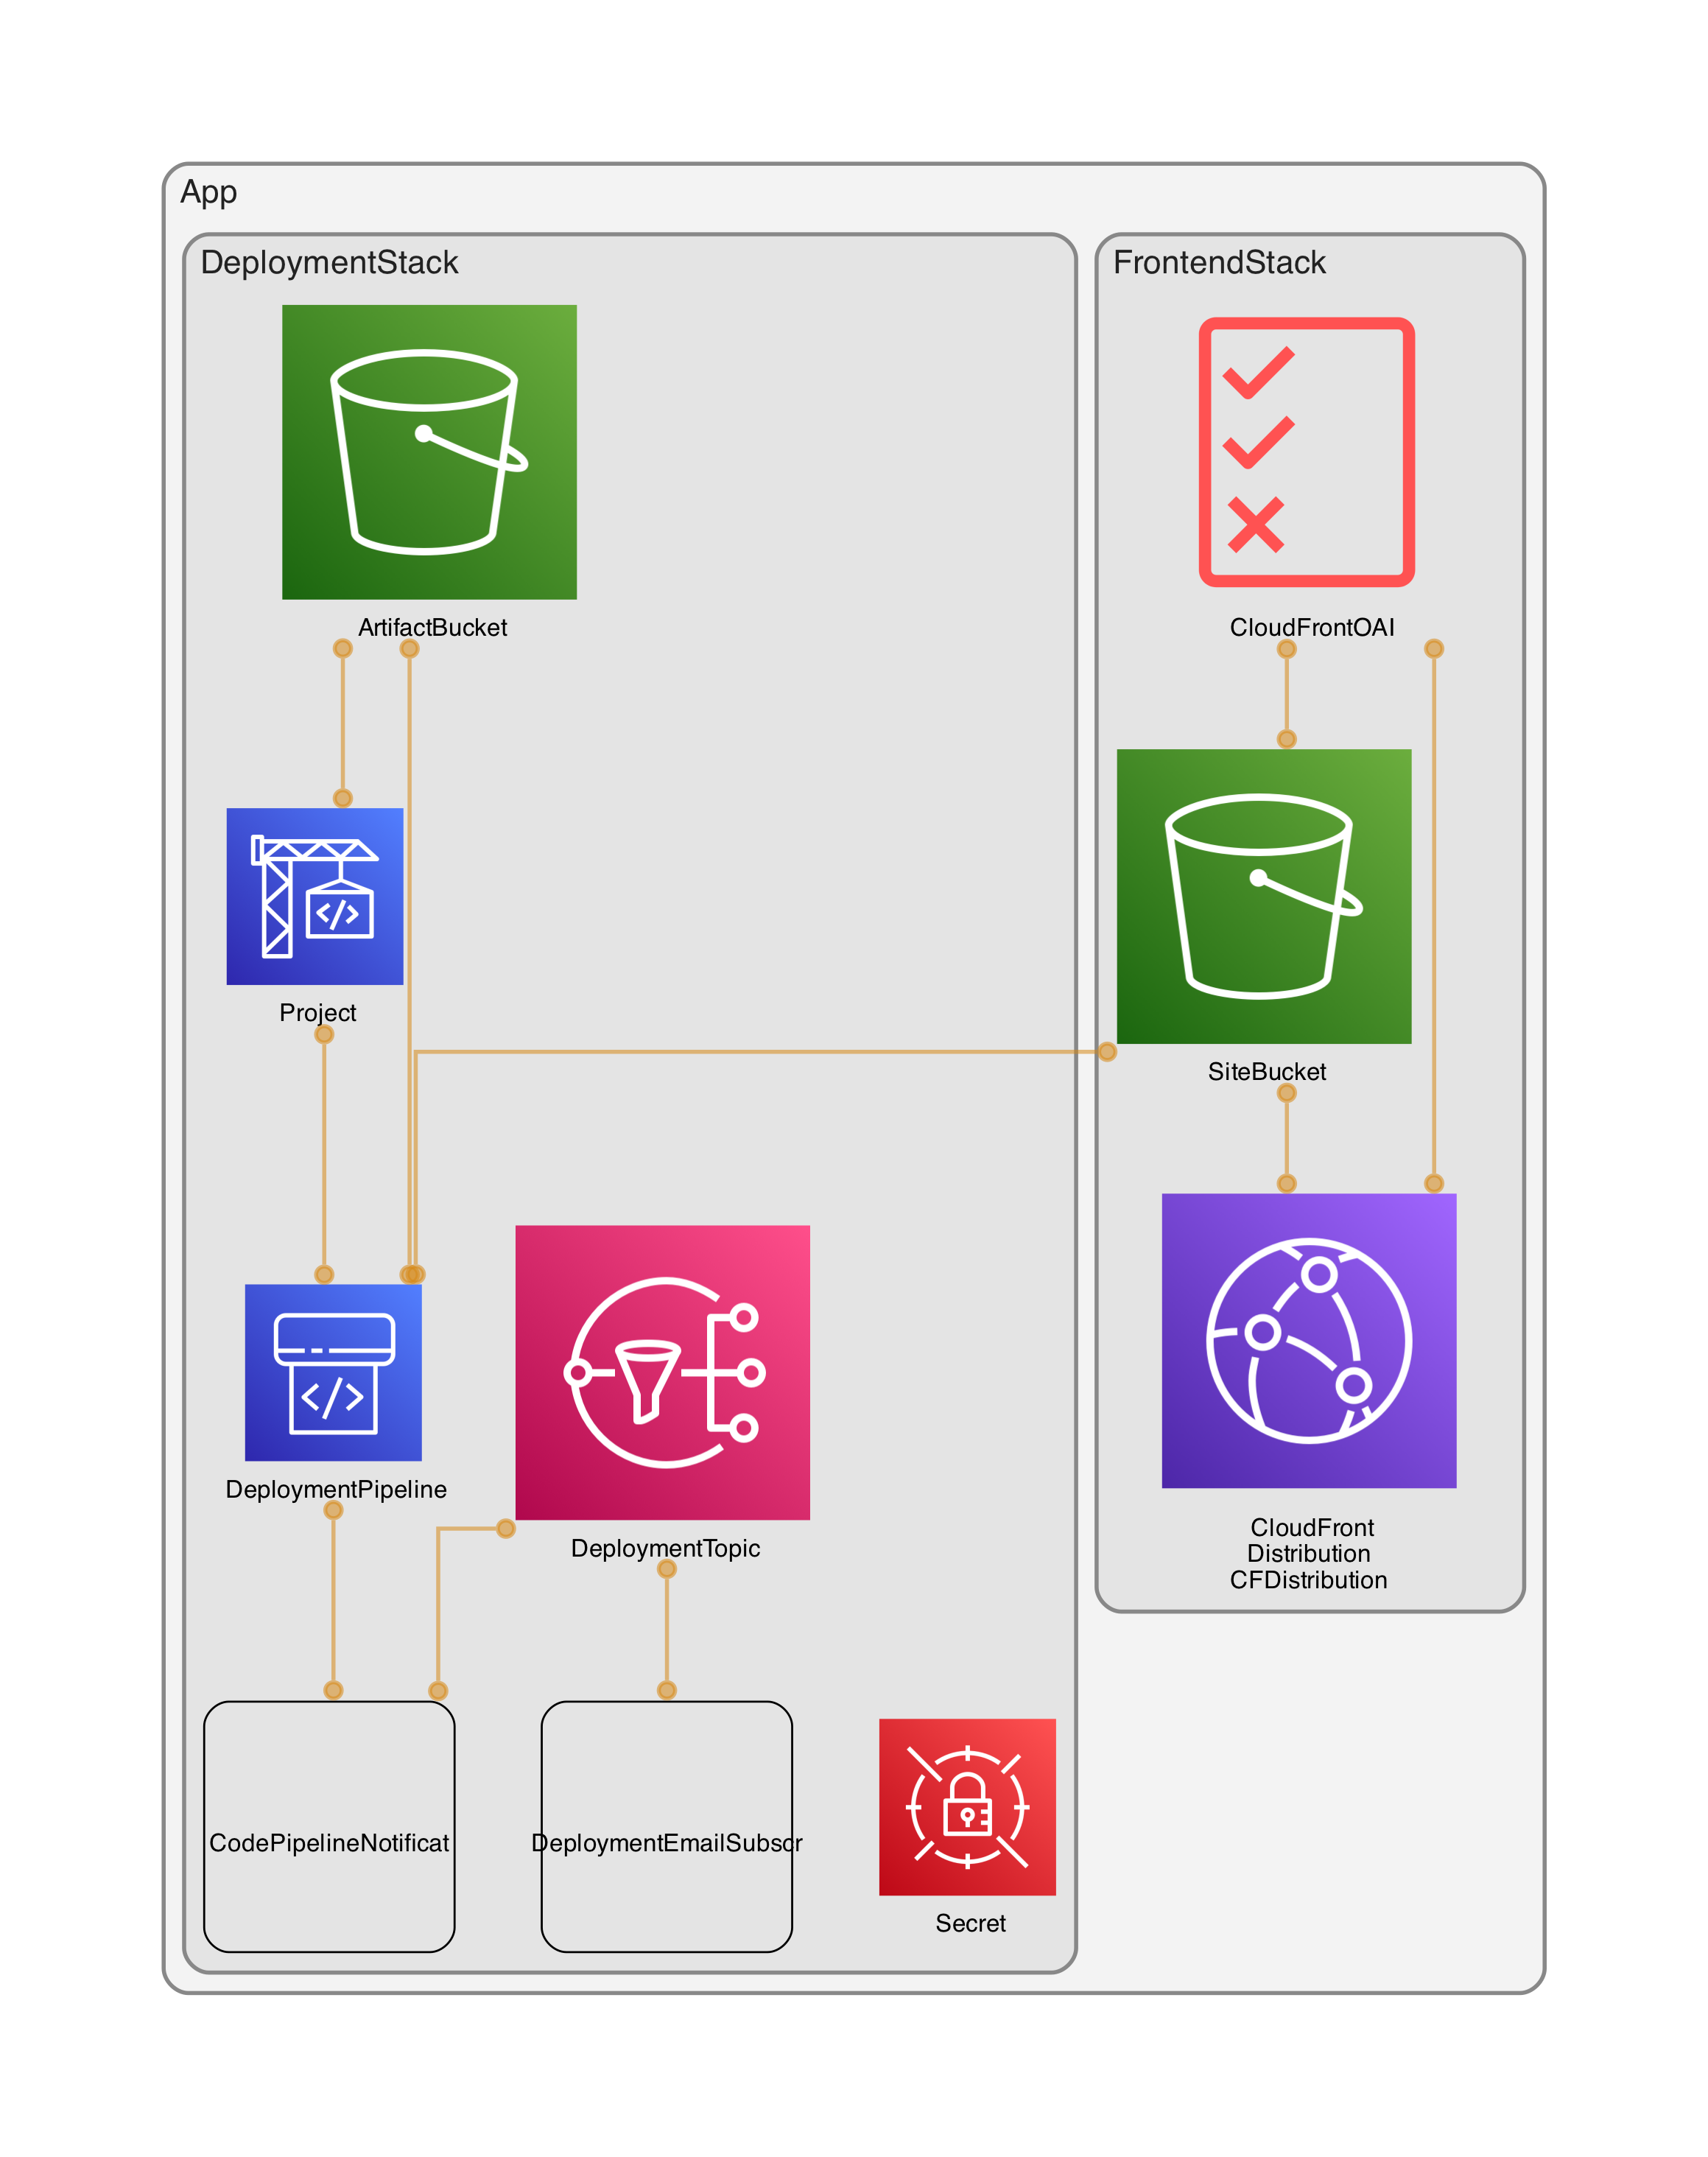 App
DeploymentStack
FrontendStack
ArtifactBucket
CloudFrontOAI
Project
SiteBucket
DeploymentPipeline
DeploymentTopic
CloudFront
Distribution
CFDistribution
CodePipelineNotificat
DeploymentEmailSubscr
Secret